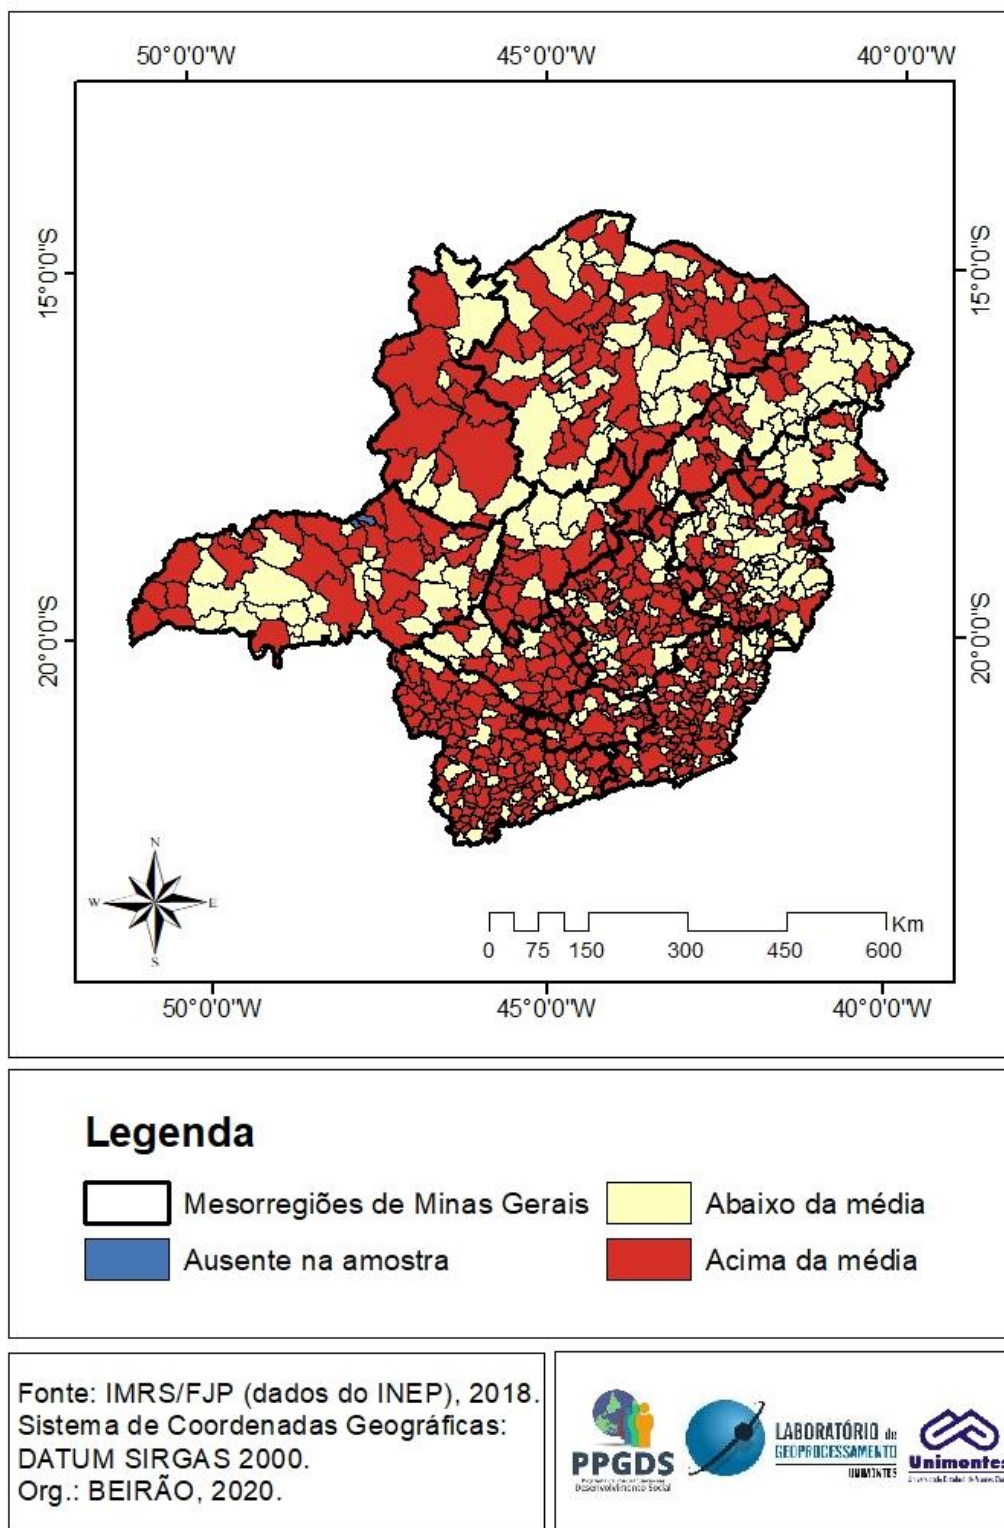 50°0'0"W 45°0'0"W 40°0'0"W
15°0'0"S 15°0'0"S
20°0'0"S 20°0'0"S
N
W E
S
Km
0 75 150 300 450 600
50°0'0"W 45°0'0"W 40°0'0"W
Legenda
Mesorregiões de Minas Gerais Abaixo da média
Ausente na amostra Acima da média
Fonte: IMRS/FJP (dados do INEP), 2018.
Sistema de Coordenadas Geográficas:
DATUM SIRGAS 2000.
Org.: BEIRÃO, 2020.
PPGDS
Desenvolvimento Social
LABORATÓRIO de
GEOPROCESSAMENTO
UNIMONTES
Unimontes